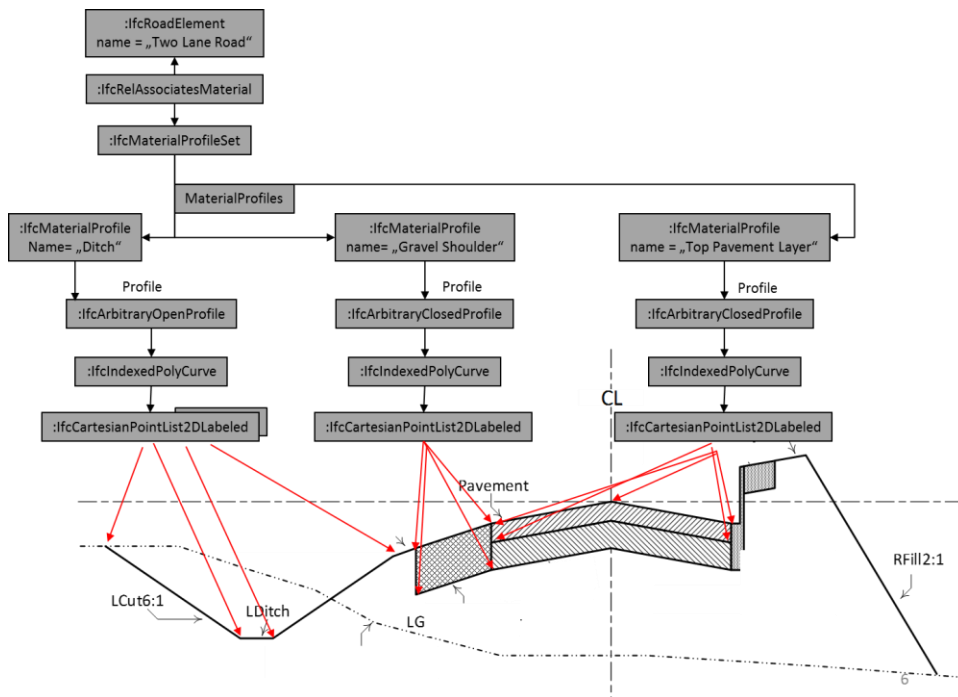 :IfcRoadElement
name = „Two Lane Road“
:IfcRelAssociatesMaterial
:IfcMaterialProfileSet
MaterialProfiles
:IfcMaterialProfile
Name= „Ditch“
:IfcMaterialProfile
name= „Gravel Shoulder“
:IfcMaterialProfile
name = „Top Pavement Layer“
Profile
Profile
Profile
:IfcArbitraryOpenProfile
:IfcArbitraryClosedProfile
:IfcArbitraryClosedProfile
:IfcIndexedPolyCurve
:IfcIndexedPolyCurve
:IfcIndexedPolyCurve
CL
:IfcCartesianPointList2DLabeled
:IfcCartesianPointList2DLabeled
:IfcCartesianPointList2DLabeled
Pavement
RFill2:1
LCut6:1
LDitch
LG
6